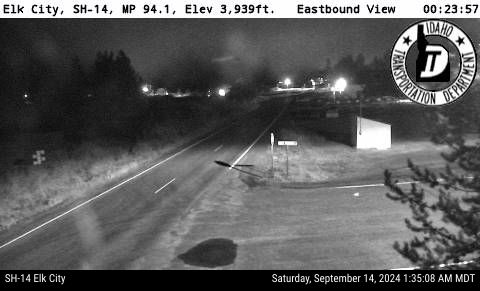 Elk City, SH-14, MP 94.1, Elev 3,939ft. Eastbound View 00:23:57
IDAHO
TRANSPORTATION DEPARTMENT
SH-14 Elk City
Saturday, September 14, 2024 1:35:08 AM MDT